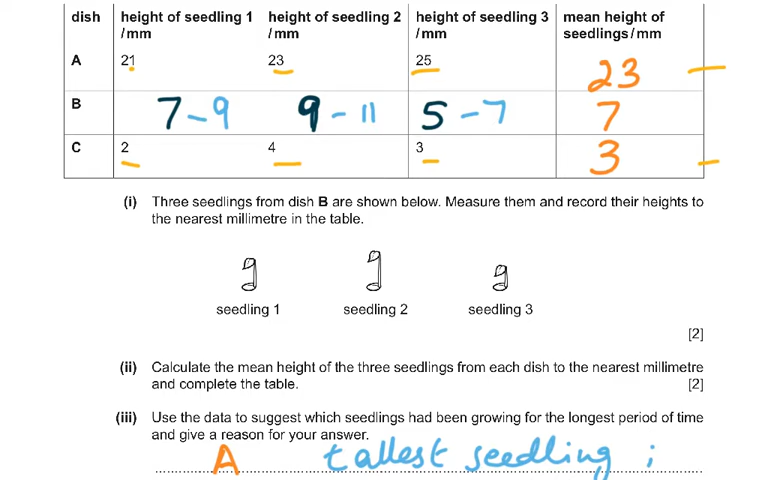 dish height of seedling 1 height of seedling 2 height of seedling 3 mean height of
/mm /mm /mm seedlings/mm
A 21 23 25 23
B 7 - 9 9 - 11 5 - 7 7
C 2 4 3 3
(i) Three seedlings from dish B are shown below. Measure them and record their heights to
the nearest millimetre in the table.
seedling 1 seedling 2 seedling 3
[2]
(ii) Calculate the mean height of the three seedlings from each dish to the nearest millimetre
and complete the table. [2]
(iii) Use the data to suggest which seedlings had been growing for the longest period of time
and give a reason for your answer.
A tallest seedling ;